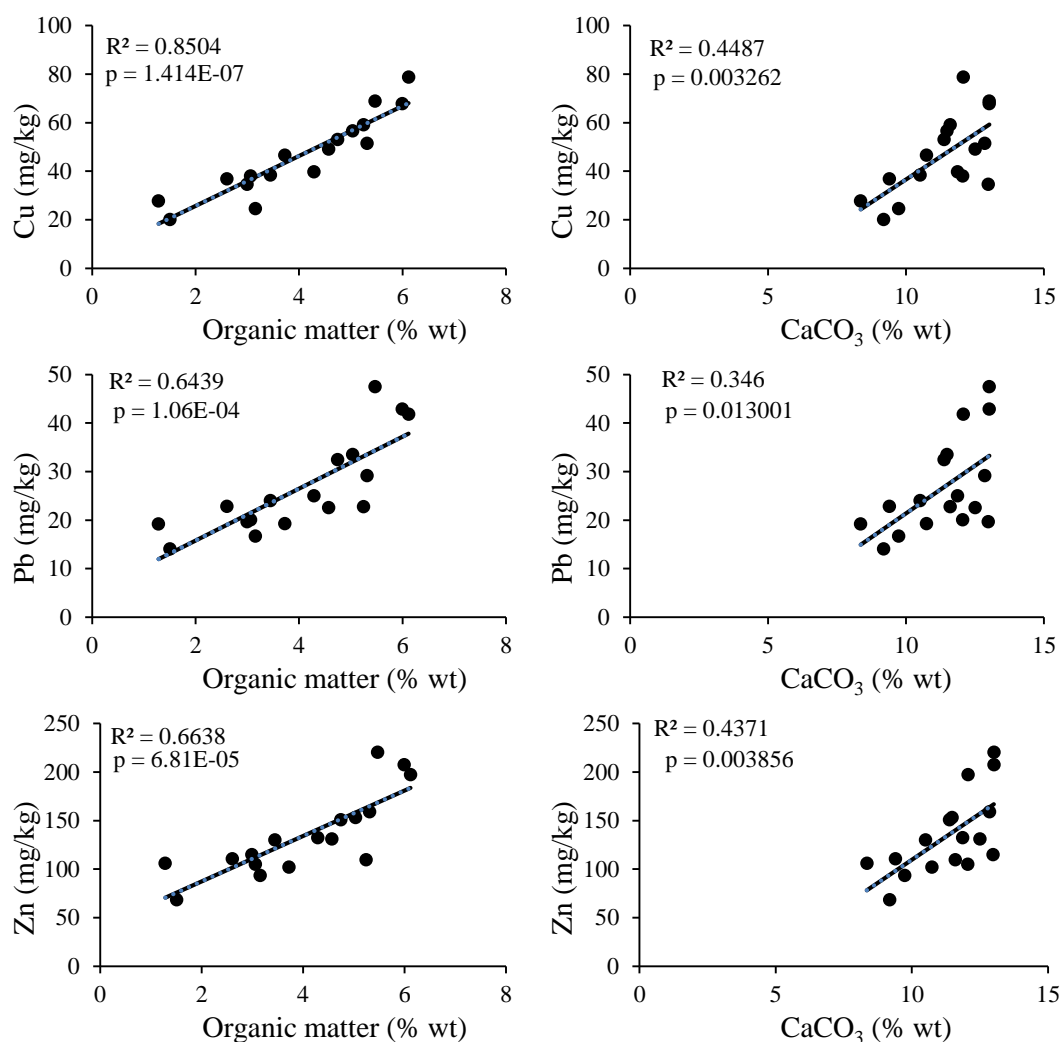 R² = 0.8504
p = 1.414E-07
Cu (mg/kg)
100
80
60
40
20
0
0 2 4 6 8
Organic matter (% wt)
R² = 0.4487
p = 0.003262
Cu (mg/kg)
100
80
60
40
20
0
0 5 10 15
CaCO₃ (% wt)
R² = 0.6439
p = 1.06E-04
Pb (mg/kg)
50
40
30
20
10
0
0 2 4 6 8
Organic matter (% wt)
R² = 0.346
p = 0.013001
Pb (mg/kg)
50
40
30
20
10
0
0 5 10 15
CaCO₃ (% wt)
R² = 0.6638
p = 6.81E-05
Zn (mg/kg)
250
200
150
100
50
0
0 2 4 6 8
Organic matter (% wt)
R² = 0.4371
p = 0.003856
Zn (mg/kg)
250
200
150
100
50
0
0 5 10 15
CaCO₃ (% wt)